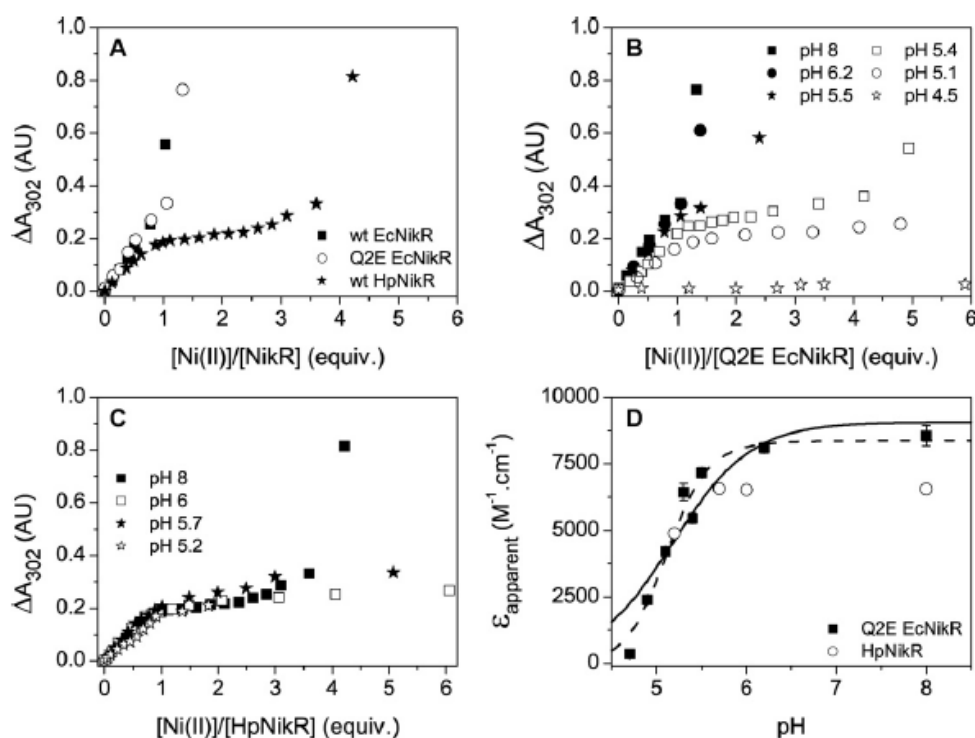 A
1.0
0.8
0.6
0.4
0.2
0.0
ΔA302 (AU)
wt EcNikR
Q2E EcNikR
wt HpNikR
0 1 2 3 4 5 6
[Ni(II)]/[NikR] (equiv.)
B
1.0
0.8
0.6
0.4
0.2
0.0
ΔA302 (AU)
pH 8
pH 6.2
pH 5.5
pH 5.4
pH 5.1
pH 4.5
0 1 2 3 4 5 6
[Ni(II)]/[Q2E EcNikR] (equiv.)
C
1.0
0.8
0.6
0.4
0.2
0.0
ΔA302 (AU)
pH 8
pH 6
pH 5.7
pH 5.2
0 1 2 3 4 5 6
[Ni(II)]/[HpNikR] (equiv.)
D
10000
7500
5000
2500
0
εapparent (M-1.cm-1)
Q2E EcNikR
HpNikR
5 6 7 8
pH